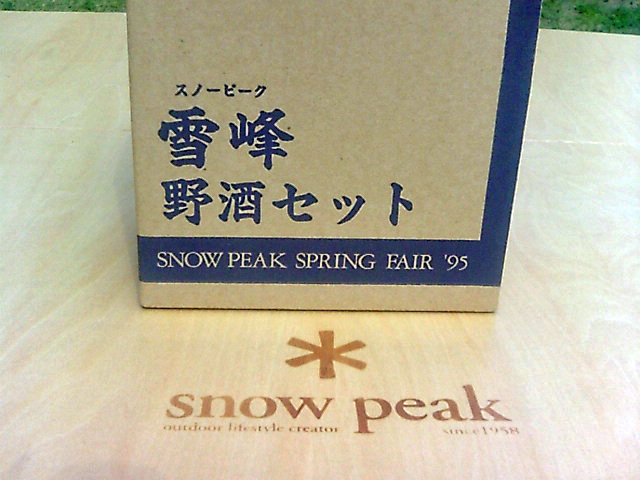 スノーピーク
雪峰
野酒セット
SNOW PEAK SPRING FAIR '95
snow peak
outdoor lifestyle creator since1958